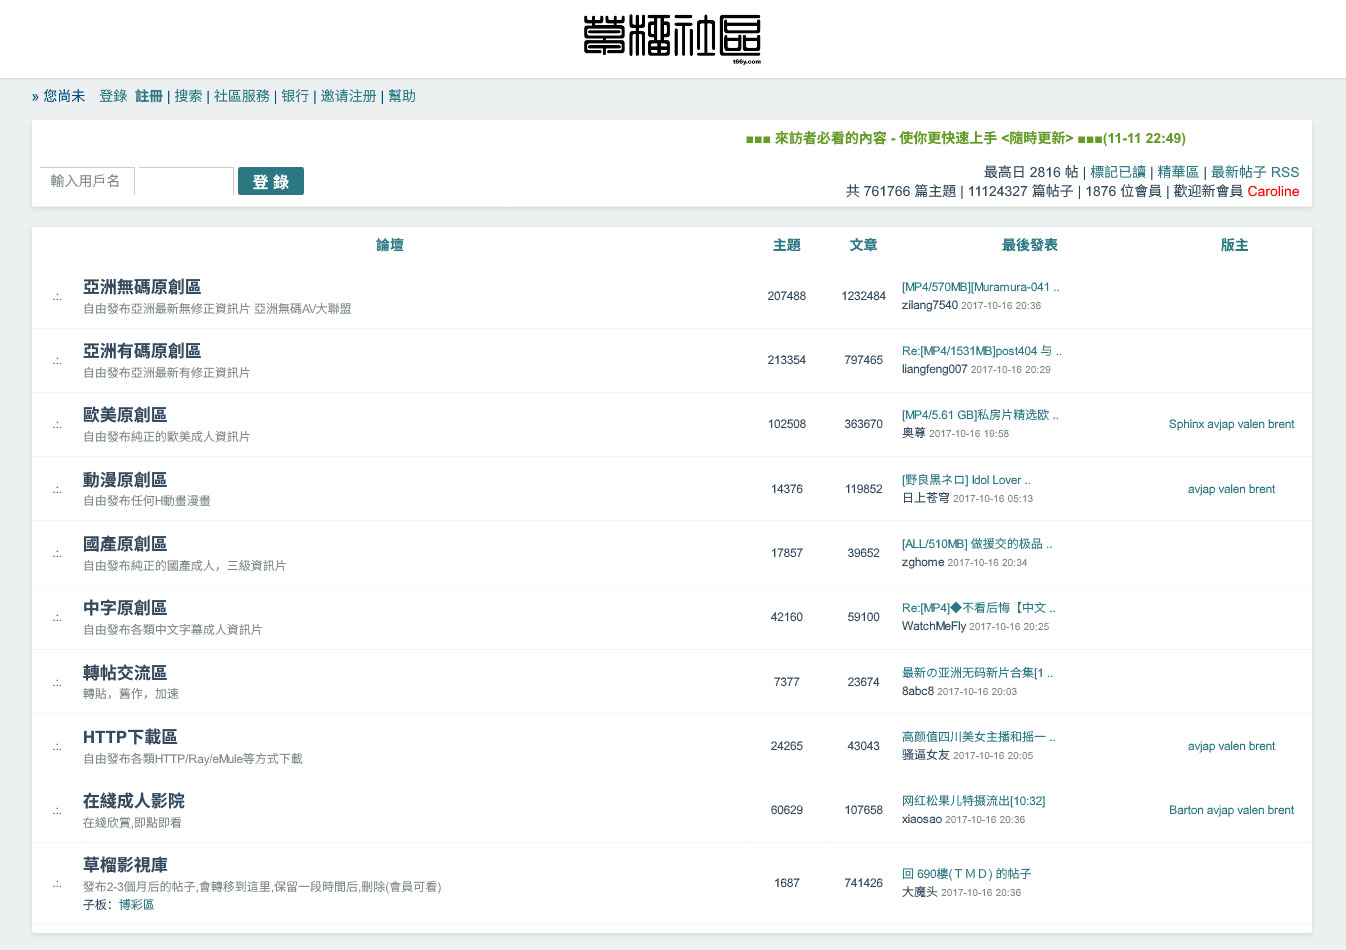 草榴社區
t66y.com
» 您尚未 登錄 註冊 | 搜索 | 社區服務 | 银行 | 邀请注册 | 幫助
■■■ 來訪者必看的內容 - 使你更快速上手 <隨時更新> ■■■(11-11 22:49)
輸入用戶名 登 錄
最高日 2816 帖 | 標記已讀 | 精華區 | 最新帖子 RSS
共 761766 篇主題 | 11124327 篇帖子 | 1876 位會員 | 歡迎新會員 Caroline
論壇 主題 文章 最後發表 版主
.:. 亞洲無碼原創區 207488 1232484 [MP4/570MB][Muramura-041 ..
自由發布亞洲最新無修正資訊片 亞洲無碼AV大聯盟 zilang7540 2017-10-16 20:36
.:. 亞洲有碼原創區 213354 797465 Re:[MP4/1531MB]post404 与 ..
自由發布亞洲最新有修正資訊片 liangfeng007 2017-10-16 20:29
.:. 歐美原創區 102508 363670 [MP4/5.61 GB]私房片精选欧 .. Sphinx avjap valen brent
自由發布純正的歐美成人資訊片 奥尊 2017-10-16 19:58
.:. 動漫原創區 14376 119852 [野良黒ネロ] Idol Lover .. avjap valen brent
自由發布任何H動畫漫畫 日上苍穹 2017-10-16 05:13
.:. 國產原創區 17857 39652 [ALL/510MB] 做援交的极品 ..
自由發布純正的國產成人，三級資訊片 zghome 2017-10-16 20:34
.:. 中字原創區 42160 59100 Re:[MP4]◆不看后悔【中文 ..
自由發布各類中文字幕成人資訊片 WatchMeFly 2017-10-16 20:25
.:. 轉帖交流區 7377 23674 最新の亚洲无码新片合集[1 ..
轉貼，舊作，加速 8abc8 2017-10-16 20:03
.:. HTTP下載區 24265 43043 高颜值四川美女主播和摇一 .. avjap valen brent
自由發布各類HTTP/Ray/eMule等方式下載 骚逼女友 2017-10-16 20:05
.:. 在綫成人影院 60629 107658 网红松果儿特摄流出[10:32] Barton avjap valen brent
在綫欣賞,即點即看 xiaosao 2017-10-16 20:36
.:. 草榴影視庫 1687 741426 回 690樓(ＴＭＤ) 的帖子
發布2-3個月后的帖子,會轉移到這里,保留一段時間后,刪除(會員可看) 大魔头 2017-10-16 20:36
子板：博彩區